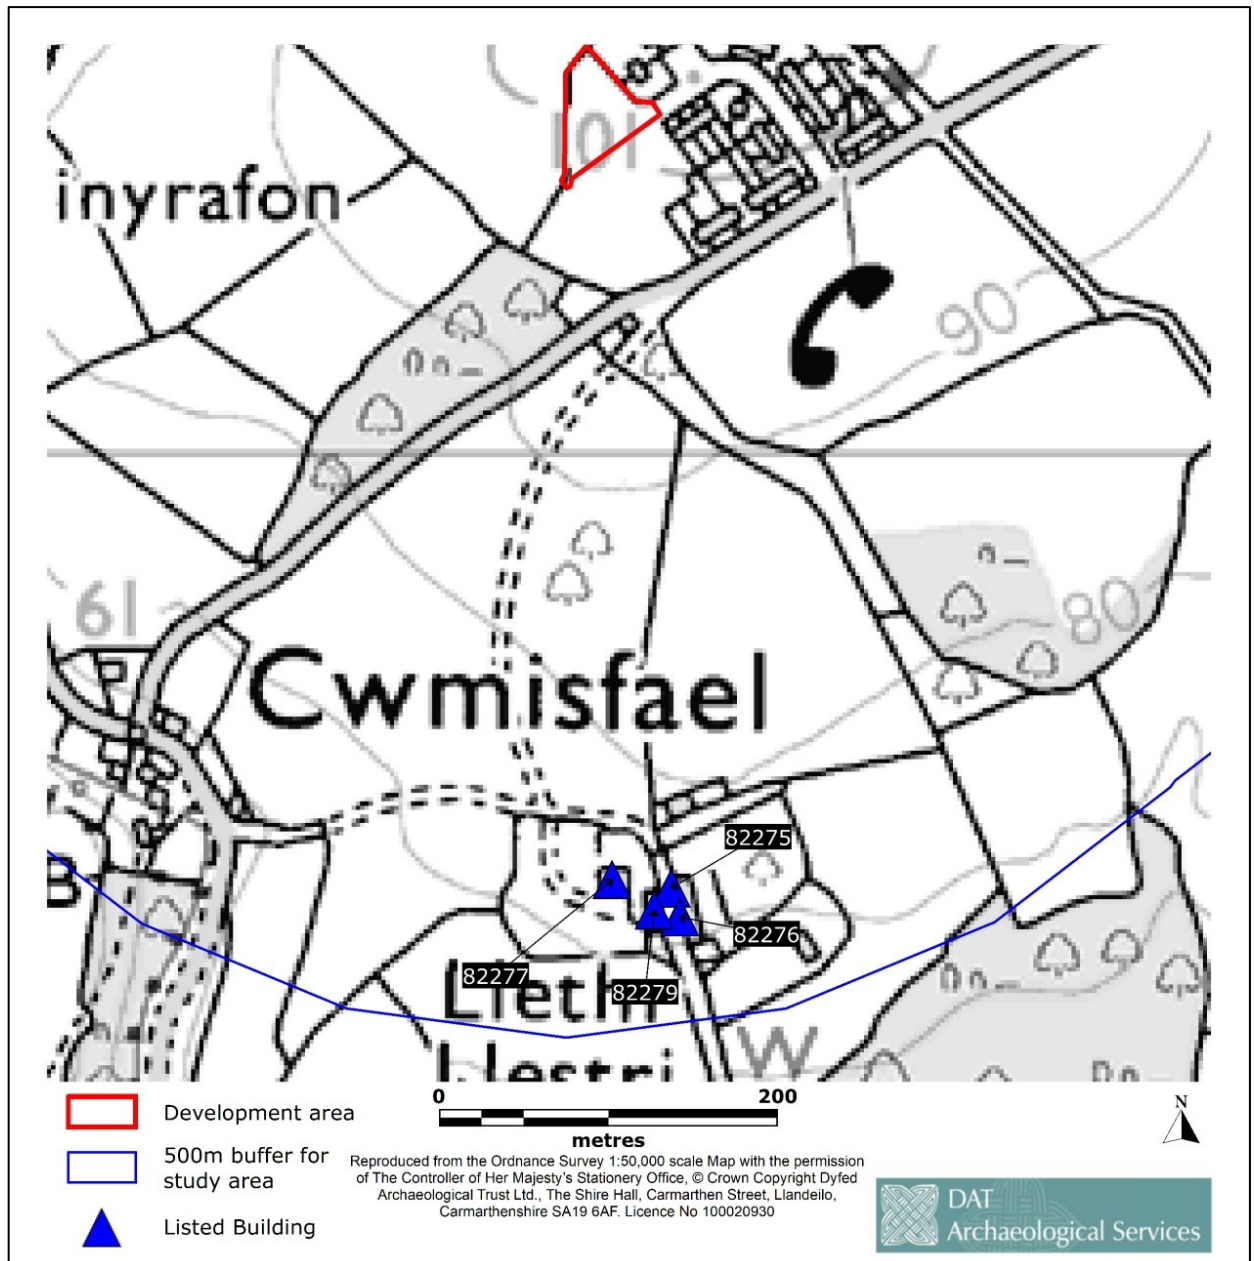 101
inyrafon
90
61
80
Cwmisfael
82275
82276
82277
82279
W
Development area
500m buffer for
study area
Listed Building
0 200
metres
Reproduced from the Ordnance Survey 1:50,000 scale Map with the permission
of The Controller of Her Majesty's Stationery Office, © Crown Copyright Dyfed
Archaeological Trust Ltd., The Shire Hall, Carmarthen Street, Llandeilo,
Carmarthenshire SA19 6AF. Licence No 100020930
N
DAT
Archaeological Services